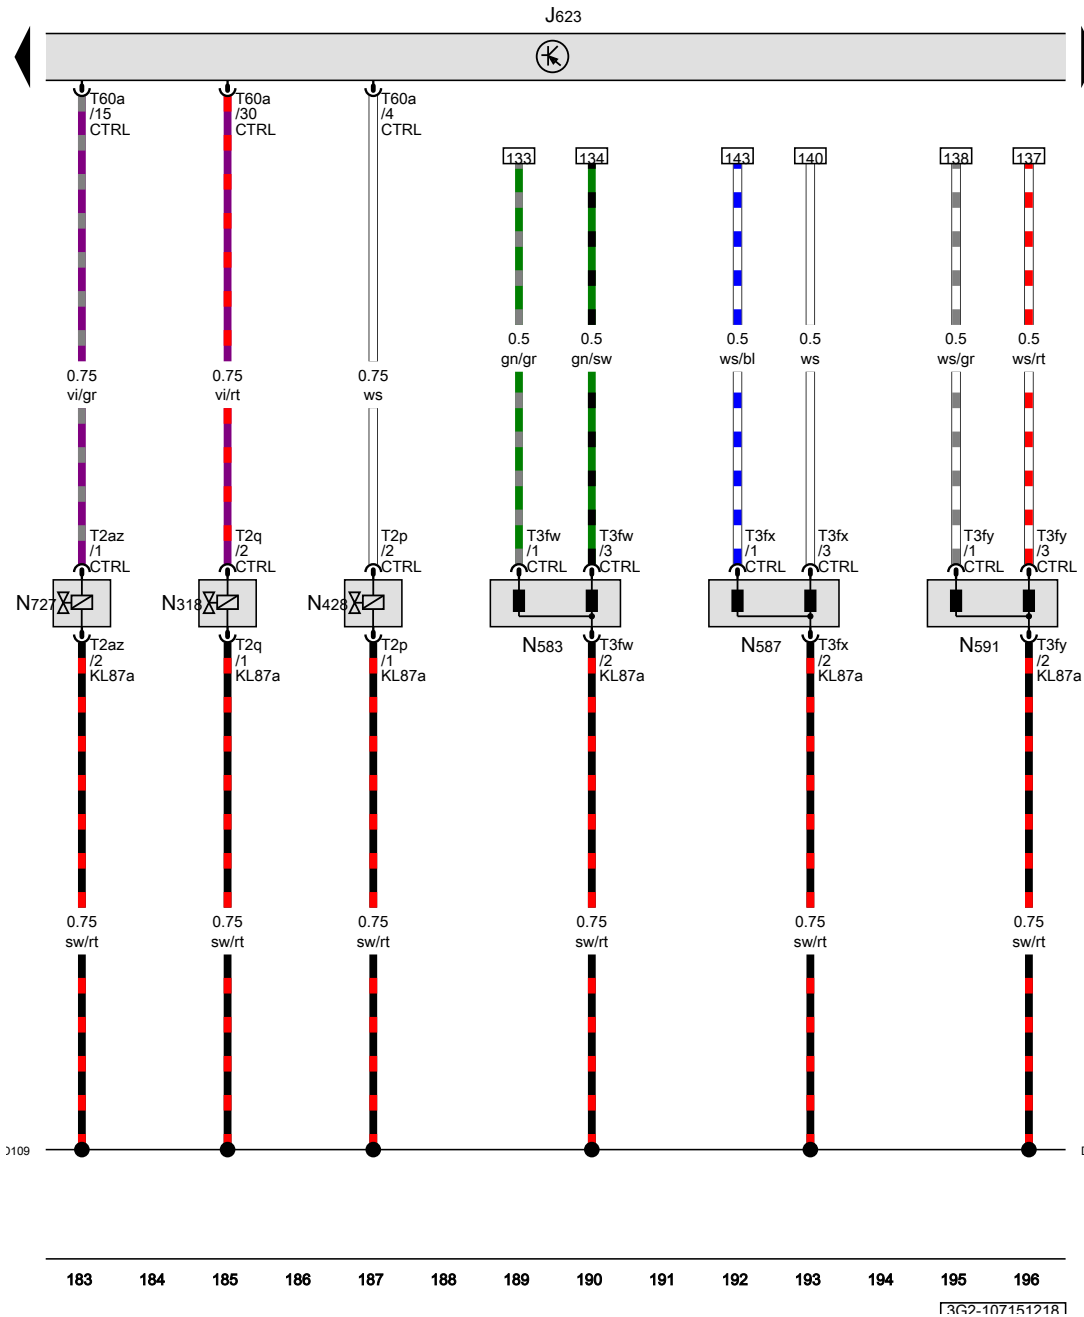 J623
T60a
/15
CTRL
T60a
/30
CTRL
T60a
/4
CTRL
133
134
143
140
138
137
0.5
gn/gr
0.5
gn/sw
0.5
ws/bl
0.5
ws
0.5
ws/gr
0.5
ws/rt
0.75
vi/gr
0.75
vi/rt
0.75
ws
T2az
/1
CTRL
T2q
/2
CTRL
T2p
/2
CTRL
T3fw
/1
CTRL
T3fw
/3
CTRL
T3fx
/1
CTRL
T3fx
/3
CTRL
T3fy
/1
CTRL
T3fy
/3
CTRL
N727
N318
N428
N583
N587
N591
T2az
/2
KL87a
T2q
/1
KL87a
T2p
/1
KL87a
T3fw
/2
KL87a
T3fx
/2
KL87a
T3fy
/2
KL87a
0.75
sw/rt
0.75
sw/rt
0.75
sw/rt
0.75
sw/rt
0.75
sw/rt
0.75
sw/rt
D109
183 184 185 186 187 188 189 190 191 192 193 194 195 196
3G2-107151218